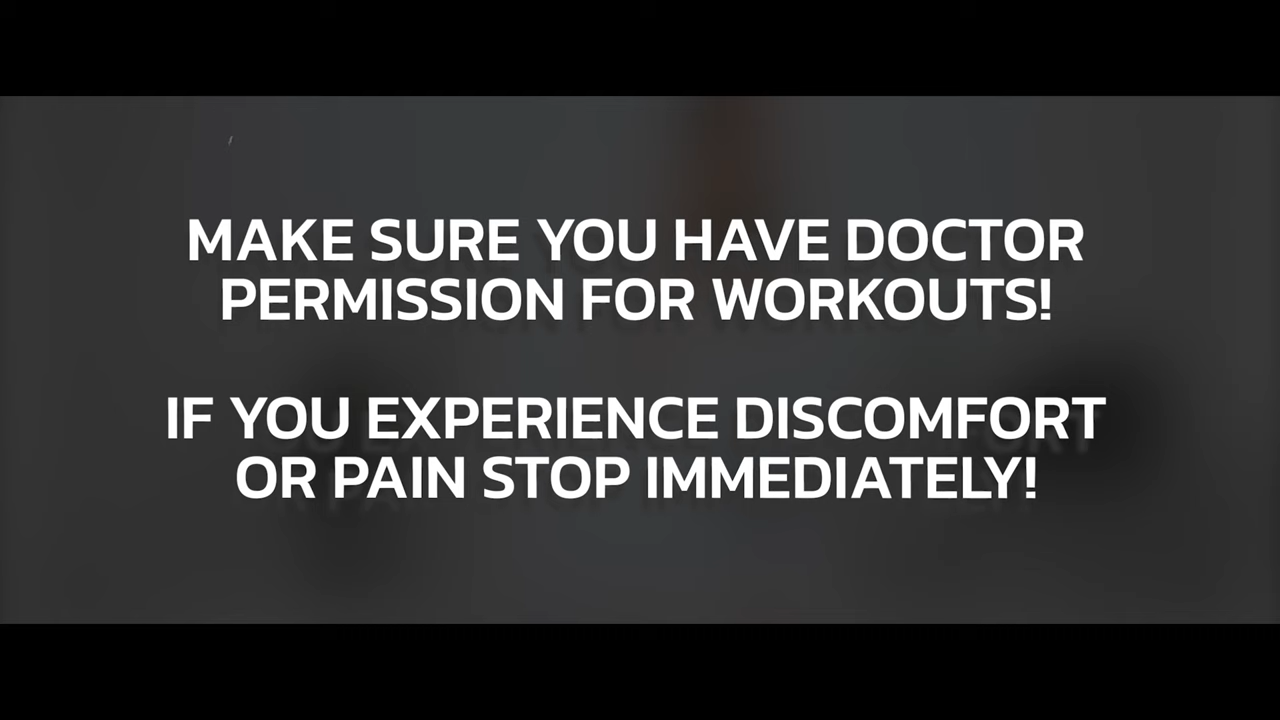 MAKE SURE YOU HAVE DOCTOR
PERMISSION FOR WORKOUTS!
IF YOU EXPERIENCE DISCOMFORT
OR PAIN STOP IMMEDIATELY!